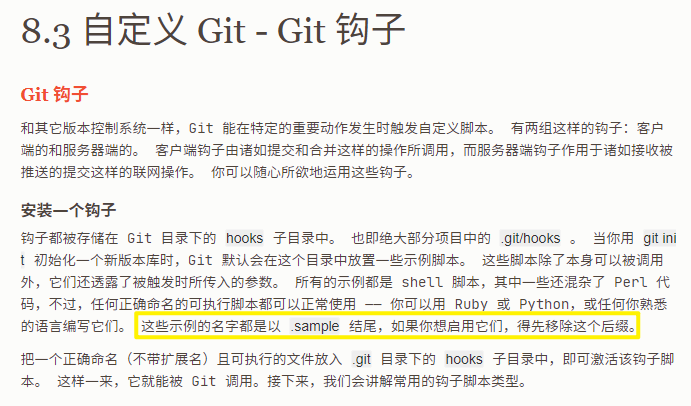 8.3 自定义 Git - Git 钩子
Git 钩子
和其它版本控制系统一样，Git 能在特定的重要动作发生时触发自定义脚本。 有两组这样的钩子：客户
端的和服务器端的。 客户端钩子由诸如提交和合并这样的操作所调用，而服务器端钩子作用于诸如接收被
推送的提交这样的联网操作。 你可以随心所欲地运用这些钩子。
安装一个钩子
钩子都被存储在 Git 目录下的 hooks 子目录中。 也即绝大部分项目中的 .git/hooks 。 当你用 git ini
t 初始化一个新版本库时，Git 默认会在这个目录中放置一些示例脚本。 这些脚本除了本身可以被调用
外，它们还透露了被触发时所传入的参数。 所有的示例都是 shell 脚本，其中一些还混杂了 Perl 代
码，不过，任何正确命名的可执行脚本都可以正常使用 —— 你可以用 Ruby 或 Python，或任何你熟悉
的语言编写它们。 这些示例的名字都是以 .sample 结尾，如果你想启用它们，得先移除这个后缀。
把一个正确命名（不带扩展名）且可执行的文件放入 .git 目录下的 hooks 子目录中，即可激活该钩子脚
本。 这样一来，它就能被 Git 调用。接下来，我们会讲解常用的钩子脚本类型。